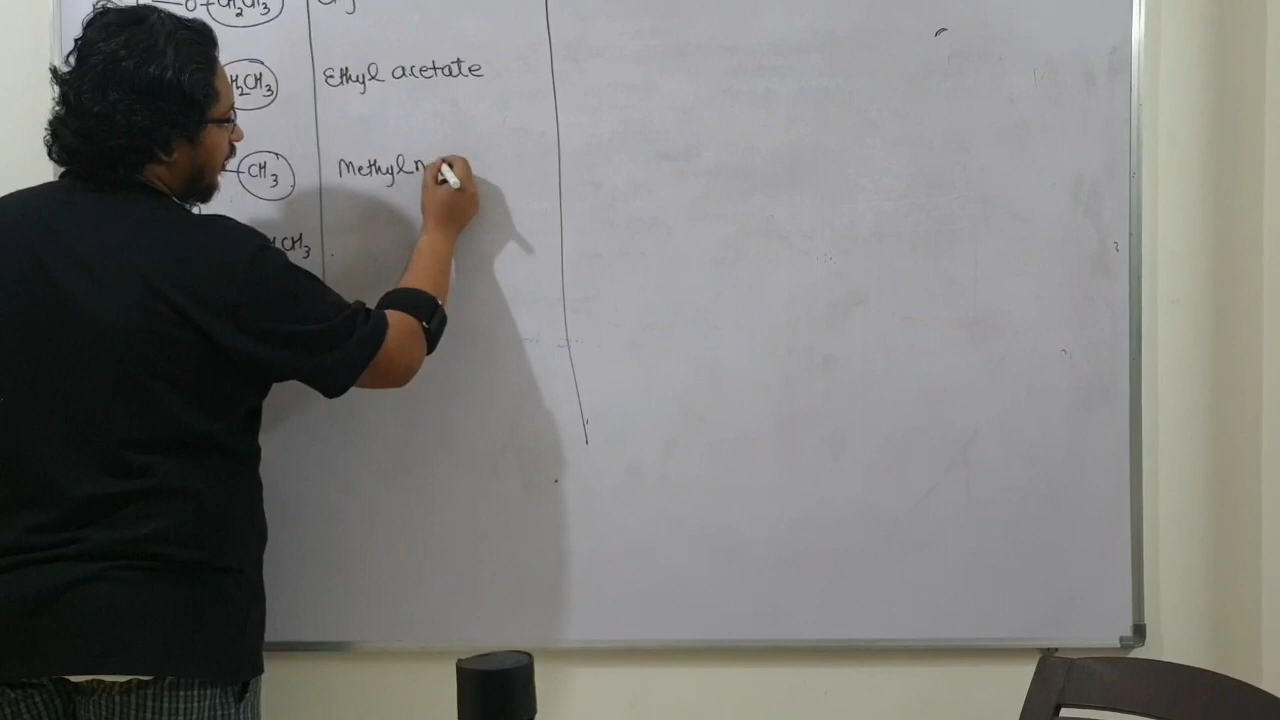 O-CH2CH3
Ethyl acetate
H2CH3
Methyl n
-CH3
CH3